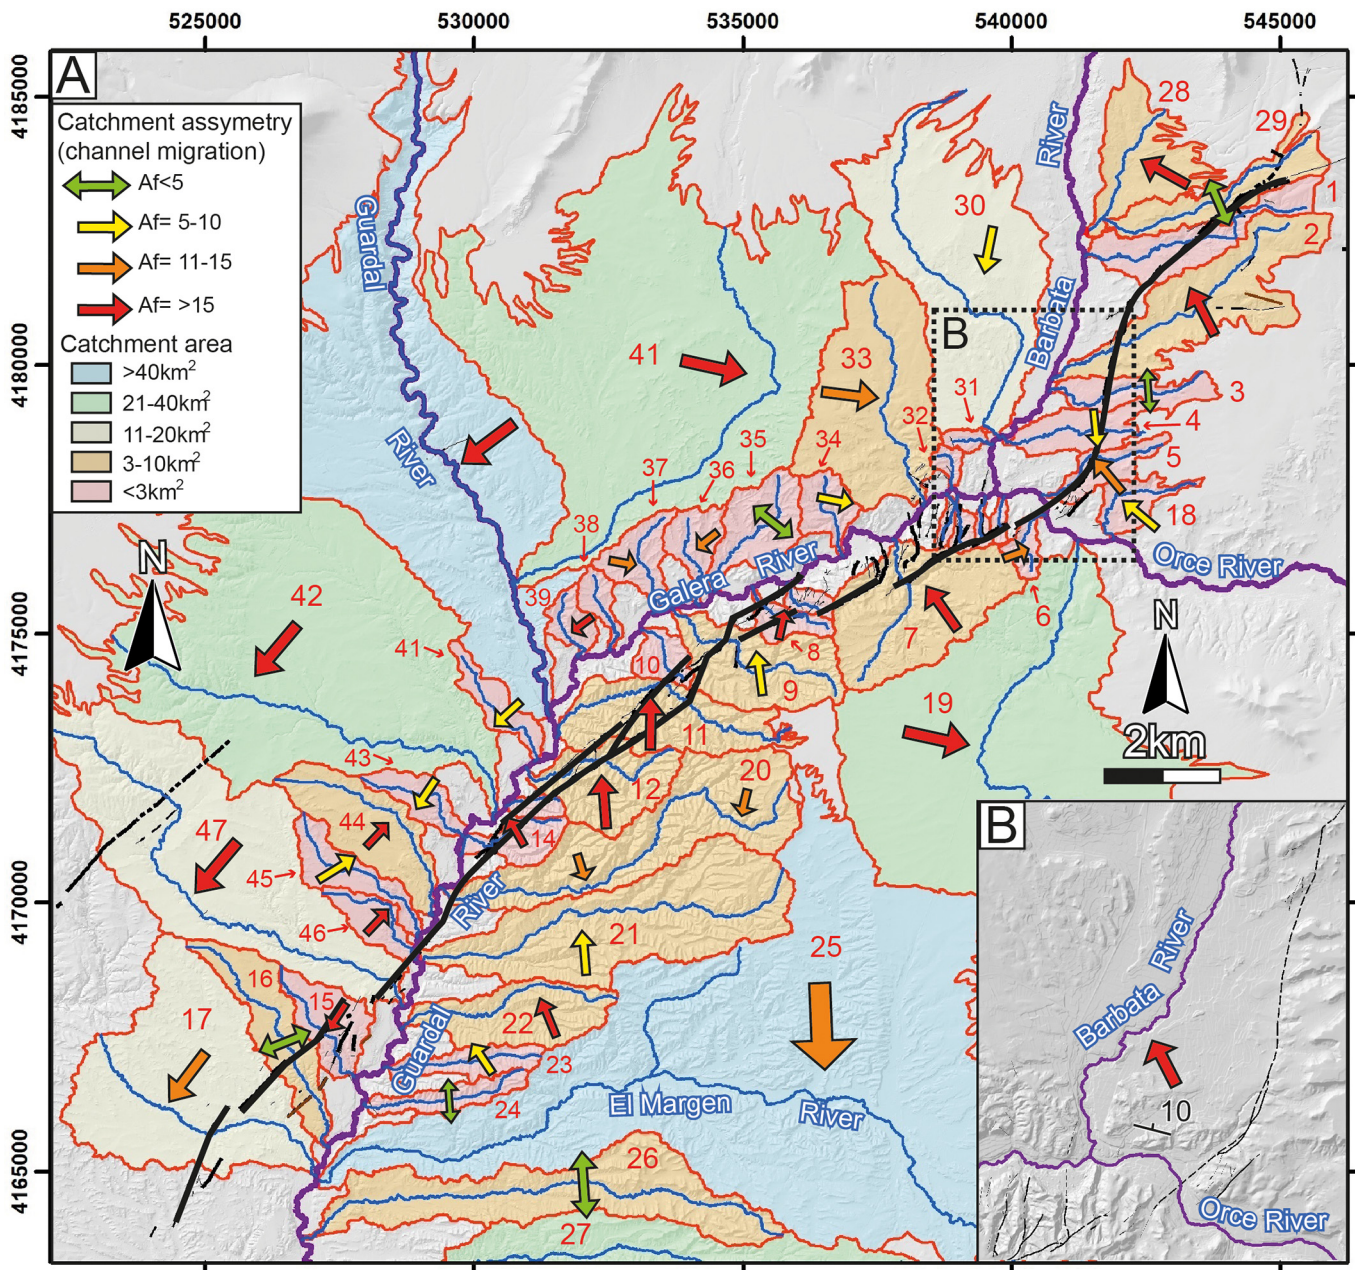 525000
530000
535000
540000
545000
A
4185000
4180000
4175000
4170000
4165000
Catchment assymetry
(channel migration)
Af<5
Af= 5-10
Af= 11-15
Af= >15
Catchment area
>40km²
21-40km²
11-20km²
3-10km²
<3km²
Guardal
River
River
Barbata
B
28
29
1
2
30
41
33
31
32
3
4
5
18
34
35
36
37
38
39
Galera River
Orce River
N
42
41
10
6
7
8
9
19
N
2km
11
12
20
43
44
14
47
45
46
River
21
25
16
15
17
22
23
24
Guardal
El Margen
River
26
27
B
Barbata
River
10
Orce River